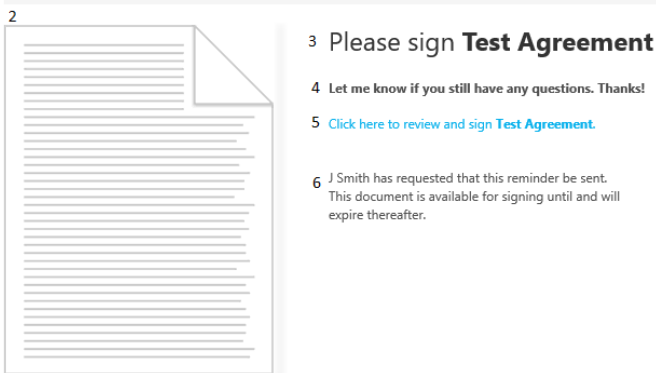 2
3 Please sign Test Agreement
4 Let me know if you still have any questions. Thanks!
5 Click here to review and sign Test Agreement.
6 J Smith has requested that this reminder be sent.
This document is available for signing until and will
expire thereafter.